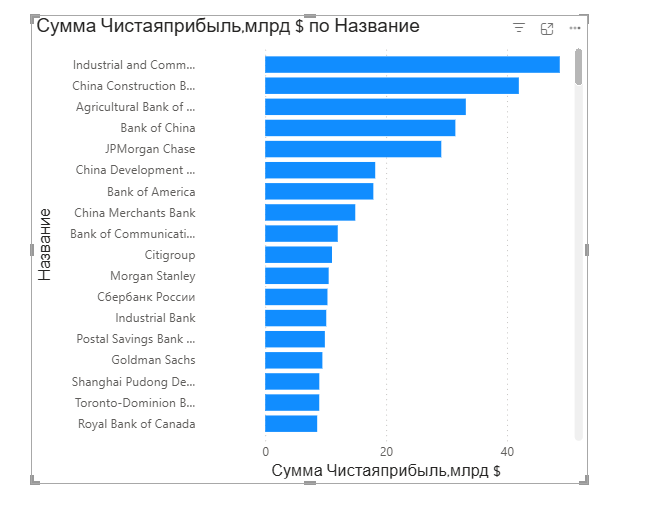 Сумма Чистаяприбыль,млрд $ по Название
Industrial and Comm...
China Construction B...
Agricultural Bank of ...
Bank of China
JPMorgan Chase
China Development ...
Bank of America
China Merchants Bank
Bank of Communicati...
Citigroup
Morgan Stanley
Сбербанк России
Industrial Bank
Postal Savings Bank ...
Goldman Sachs
Shanghai Pudong De...
Toronto-Dominion B...
Royal Bank of Canada
Название
0 20 40
Сумма Чистаяприбыль,млрд $